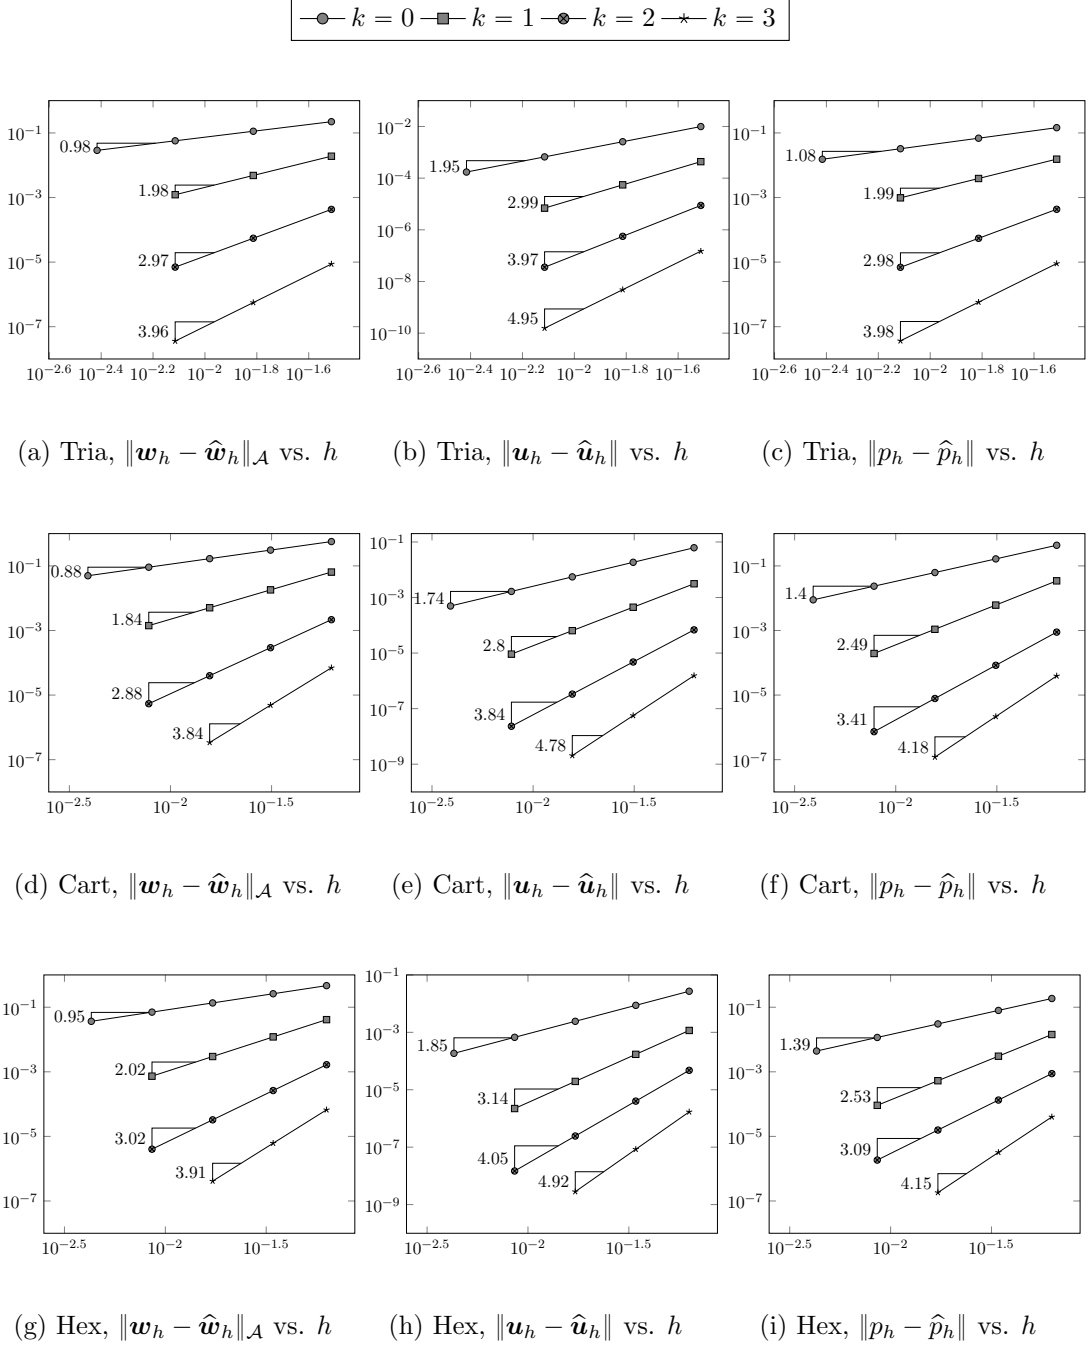 k = 0 k = 1 k = 2 k = 3
10^{-1} 10^{-3} 10^{-5} 10^{-7}
0.98 1.98 2.97 3.96
10^{-2.6} 10^{-2.4} 10^{-2.2} 10^{-2} 10^{-1.8} 10^{-1.6}
10^{-2} 10^{-4} 10^{-6} 10^{-8} 10^{-10}
1.95 2.99 3.97 4.95
10^{-2.6} 10^{-2.4} 10^{-2.2} 10^{-2} 10^{-1.8} 10^{-1.6}
10^{-1} 10^{-3} 10^{-5} 10^{-7}
1.08 1.99 2.98 3.98
10^{-2.6} 10^{-2.4} 10^{-2.2} 10^{-2} 10^{-1.8} 10^{-1.6}
(a) Tria, ‖𝒘_h − 𝒘̂_h‖_𝒜 vs. h
(b) Tria, ‖𝒖_h − 𝒖̂_h‖ vs. h
(c) Tria, ‖p_h − p̂_h‖ vs. h
10^{-1} 10^{-3} 10^{-5} 10^{-7}
0.88 1.84 2.88 3.84
10^{-2.5} 10^{-2} 10^{-1.5}
10^{-1} 10^{-3} 10^{-5} 10^{-7} 10^{-9}
1.74 2.8 3.84 4.78
10^{-2.5} 10^{-2} 10^{-1.5}
10^{-1} 10^{-3} 10^{-5} 10^{-7}
1.4 2.49 3.41 4.18
10^{-2.5} 10^{-2} 10^{-1.5}
(d) Cart, ‖𝒘_h − 𝒘̂_h‖_𝒜 vs. h
(e) Cart, ‖𝒖_h − 𝒖̂_h‖ vs. h
(f) Cart, ‖p_h − p̂_h‖ vs. h
10^{-1} 10^{-3} 10^{-5} 10^{-7}
0.95 2.02 3.02 3.91
10^{-2.5} 10^{-2} 10^{-1.5}
10^{-1} 10^{-3} 10^{-5} 10^{-7} 10^{-9}
1.85 3.14 4.05 4.92
10^{-2.5} 10^{-2} 10^{-1.5}
10^{-1} 10^{-3} 10^{-5} 10^{-7}
1.39 2.53 3.09 4.15
10^{-2.5} 10^{-2} 10^{-1.5}
(g) Hex, ‖𝒘_h − 𝒘̂_h‖_𝒜 vs. h
(h) Hex, ‖𝒖_h − 𝒖̂_h‖ vs. h
(i) Hex, ‖p_h − p̂_h‖ vs. h